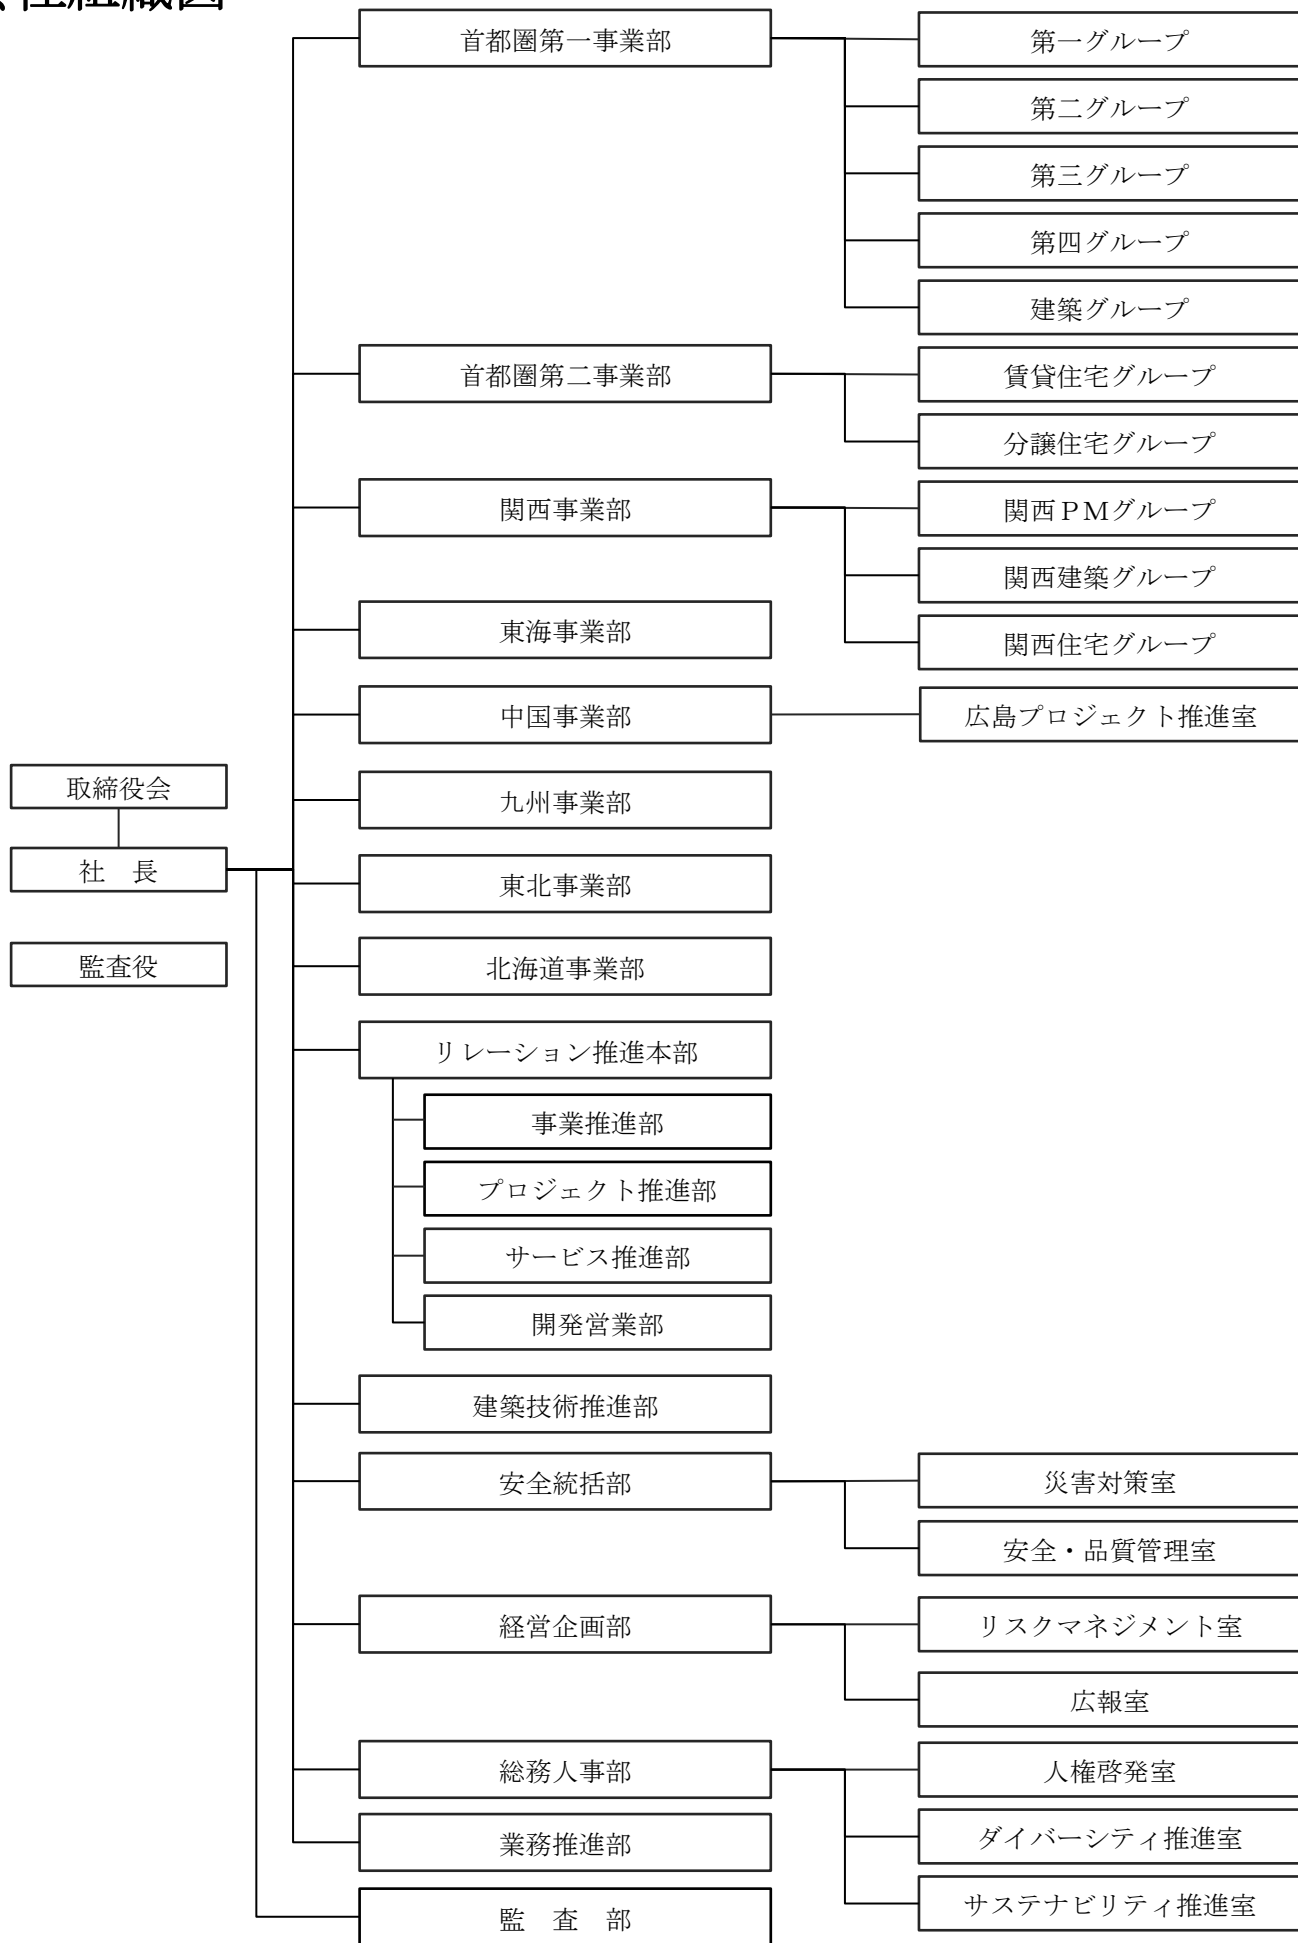 組織図
首都圏第一事業部
第一グループ
第二グループ
第三グループ
第四グループ
建築グループ
首都圏第二事業部
賃貸住宅グループ
分譲住宅グループ
関西事業部
関西ＰＭグループ
関西建築グループ
関西住宅グループ
東海事業部
中国事業部
広島プロジェクト推進室
取締役会
社　長
監査役
九州事業部
東北事業部
北海道事業部
リレーション推進本部
事業推進部
プロジェクト推進部
サービス推進部
開発営業部
建築技術推進部
安全統括部
災害対策室
安全・品質管理室
経営企画部
リスクマネジメント室
広報室
総務人事部
人権啓発室
ダイバーシティ推進室
サステナビリティ推進室
業務推進部
監　査　部